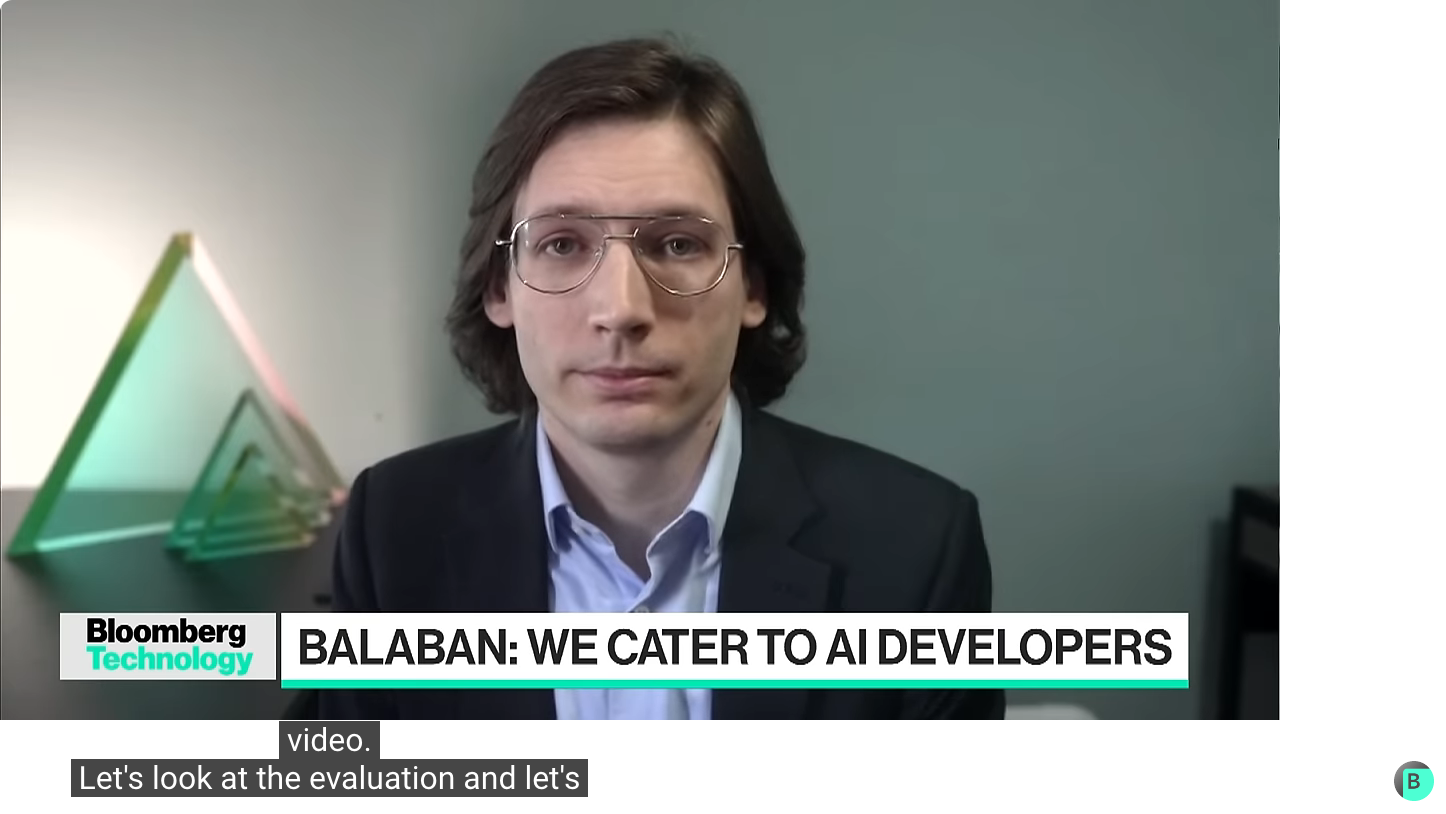 Bloomberg
Technology
BALABAN: WE CATER TO AI DEVELOPERS
video.
Let's look at the evaluation and let's
B